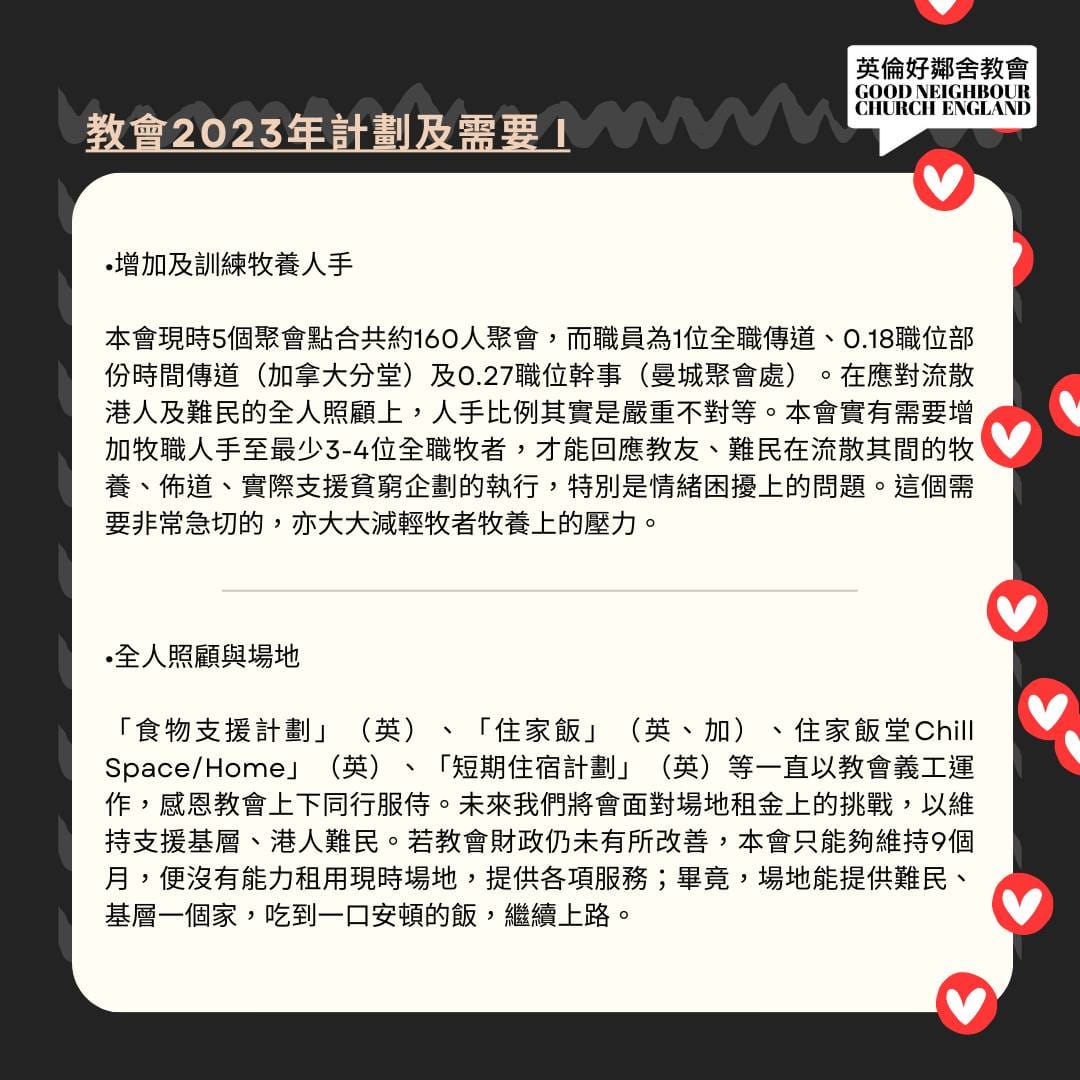 英倫好鄰舍教會
GOOD NEIGHBOUR
CHURCH ENGLAND
教會2023年計劃及需要 I
•增加及訓練牧養人手
本會現時5個聚會點合共約160人聚會，而職員為1位全職傳道、0.18職位部
份時間傳道（加拿大分堂）及0.27職位幹事（曼城聚會處）。在應對流散
港人及難民的全人照顧上，人手比例其實是嚴重不對等。本會實有需要增
加牧職人手至最少3-4位全職牧者，才能回應教友、難民在流散其間的牧
養、佈道、實際支援貧窮企劃的執行，特別是情緒困擾上的問題。這個需
要非常急切的，亦大大減輕牧者牧養上的壓力。
•全人照顧與場地
「食物支援計劃」（英）、「住家飯」（英、加）、住家飯堂Chill
Space/Home」（英）、「短期住宿計劃」（英）等一直以教會義工運
作，感恩教會上下同行服侍。未來我們將會面對場地租金上的挑戰，以維
持支援基層、港人難民。若教會財政仍未有所改善，本會只能夠維持9個
月，便沒有能力租用現時場地，提供各項服務；畢竟，場地能提供難民、
基層一個家，吃到一口安頓的飯，繼續上路。